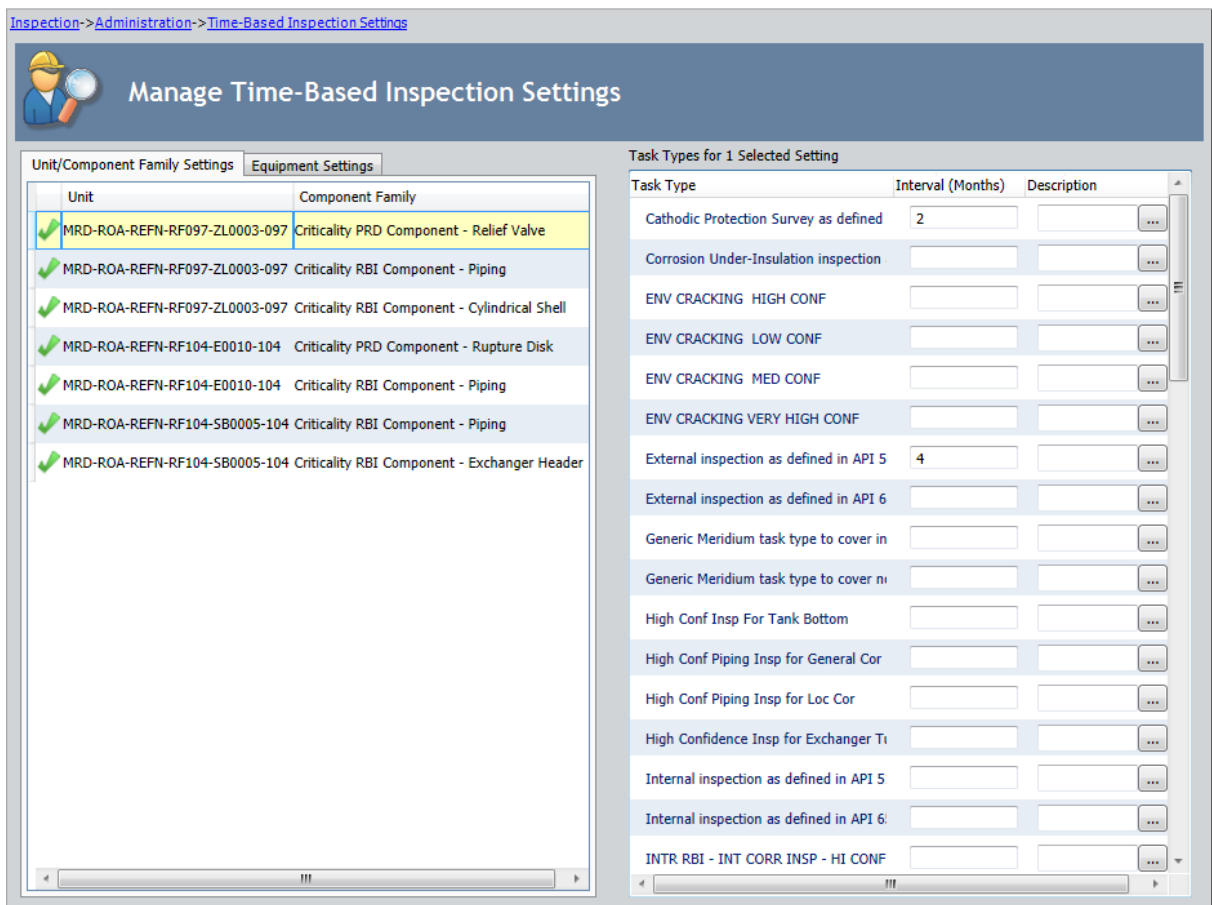 Inspection->Administration->Time-Based Inspection Settings
Manage Time-Based Inspection Settings
Unit/Component Family Settings Equipment Settings
Unit Component Family
MRD-ROA-REFN-RF097-ZL0003-097 Criticality PRD Component - Relief Valve
MRD-ROA-REFN-RF097-ZL0003-097 Criticality RBI Component - Piping
MRD-ROA-REFN-RF097-ZL0003-097 Criticality RBI Component - Cylindrical Shell
MRD-ROA-REFN-RF104-E0010-104 Criticality PRD Component - Rupture Disk
MRD-ROA-REFN-RF104-E0010-104 Criticality RBI Component - Piping
MRD-ROA-REFN-RF104-SB0005-104 Criticality RBI Component - Piping
MRD-ROA-REFN-RF104-SB0005-104 Criticality RBI Component - Exchanger Header
Task Types for 1 Selected Setting
Task Type Interval (Months) Description
Cathodic Protection Survey as defined 2 ...
Corrosion Under-Insulation inspection ...
ENV CRACKING HIGH CONF ...
ENV CRACKING LOW CONF ...
ENV CRACKING MED CONF ...
ENV CRACKING VERY HIGH CONF ...
External inspection as defined in API 5 4 ...
External inspection as defined in API 6 ...
Generic Meridium task type to cover in ...
Generic Meridium task type to cover n ...
High Conf Insp For Tank Bottom ...
High Conf Piping Insp for General Cor ...
High Conf Piping Insp for Loc Cor ...
High Confidence Insp for Exchanger T ...
Internal inspection as defined in API 5 ...
Internal inspection as defined in API 6 ...
INTR RBI - INT CORR INSP - HI CONF ...